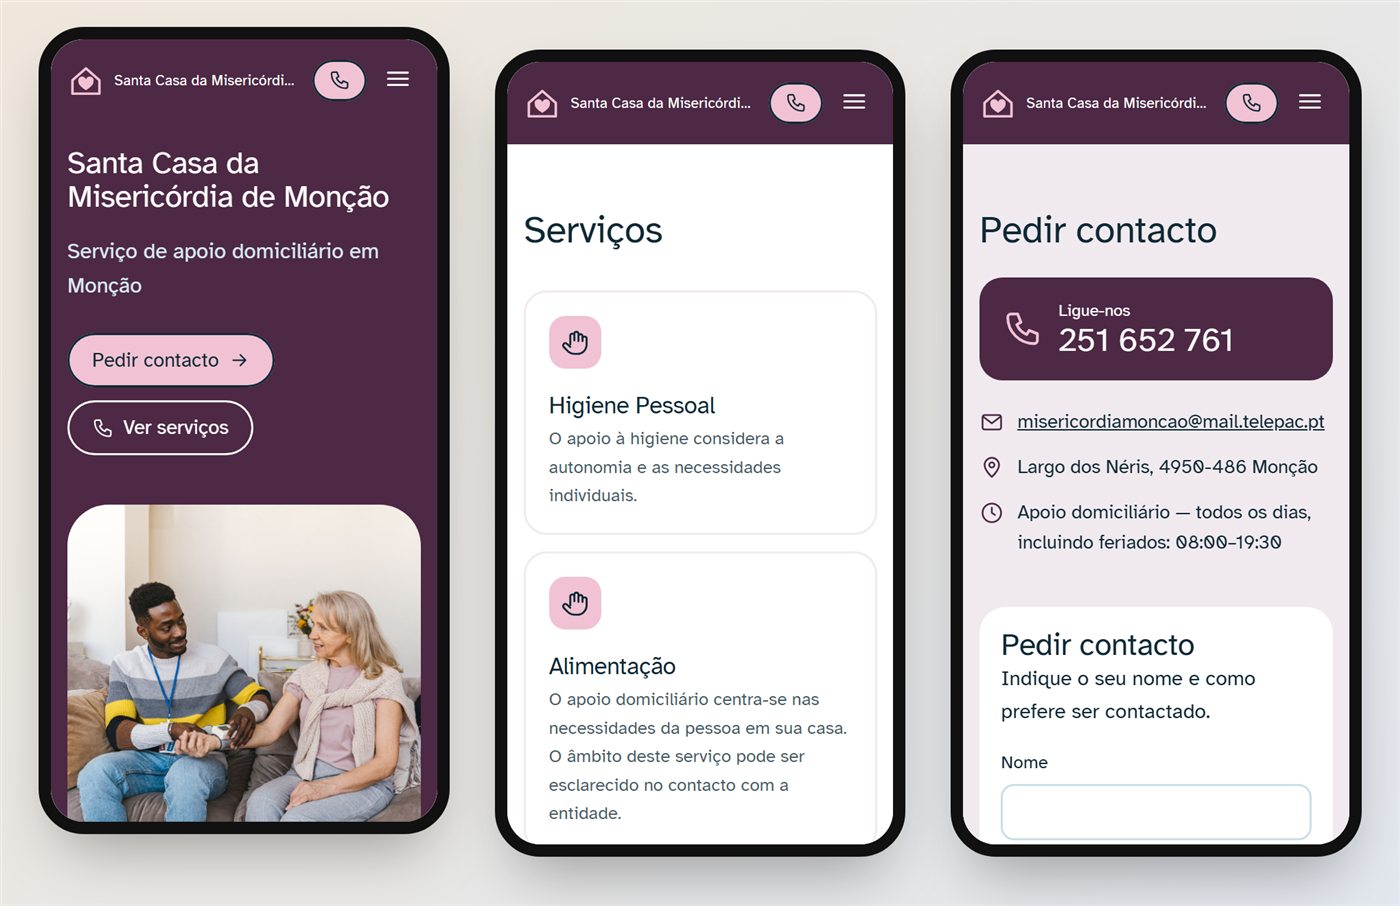 Santa Casa da Misericórdi...
Santa Casa da
Misericórdia de Monção
Serviço de apoio domiciliário em
Monção
Pedir contacto
Ver serviços
Santa Casa da Misericórdi...
Serviços
Higiene Pessoal
O apoio à higiene considera a
autonomia e as necessidades
individuais.
Alimentação
O apoio domiciliário centra-se nas
necessidades da pessoa em sua casa.
O âmbito deste serviço pode ser
esclarecido no contacto com a
entidade.
Santa Casa da Misericórdi...
Pedir contacto
Ligue-nos
251 652 761
misericordiamoncao@mail.telepac.pt
Largo dos Néris, 4950-486 Monção
Apoio domiciliário — todos os dias,
incluindo feriados: 08:00–19:30
Pedir contacto
Indique o seu nome e como
prefere ser contactado.
Nome